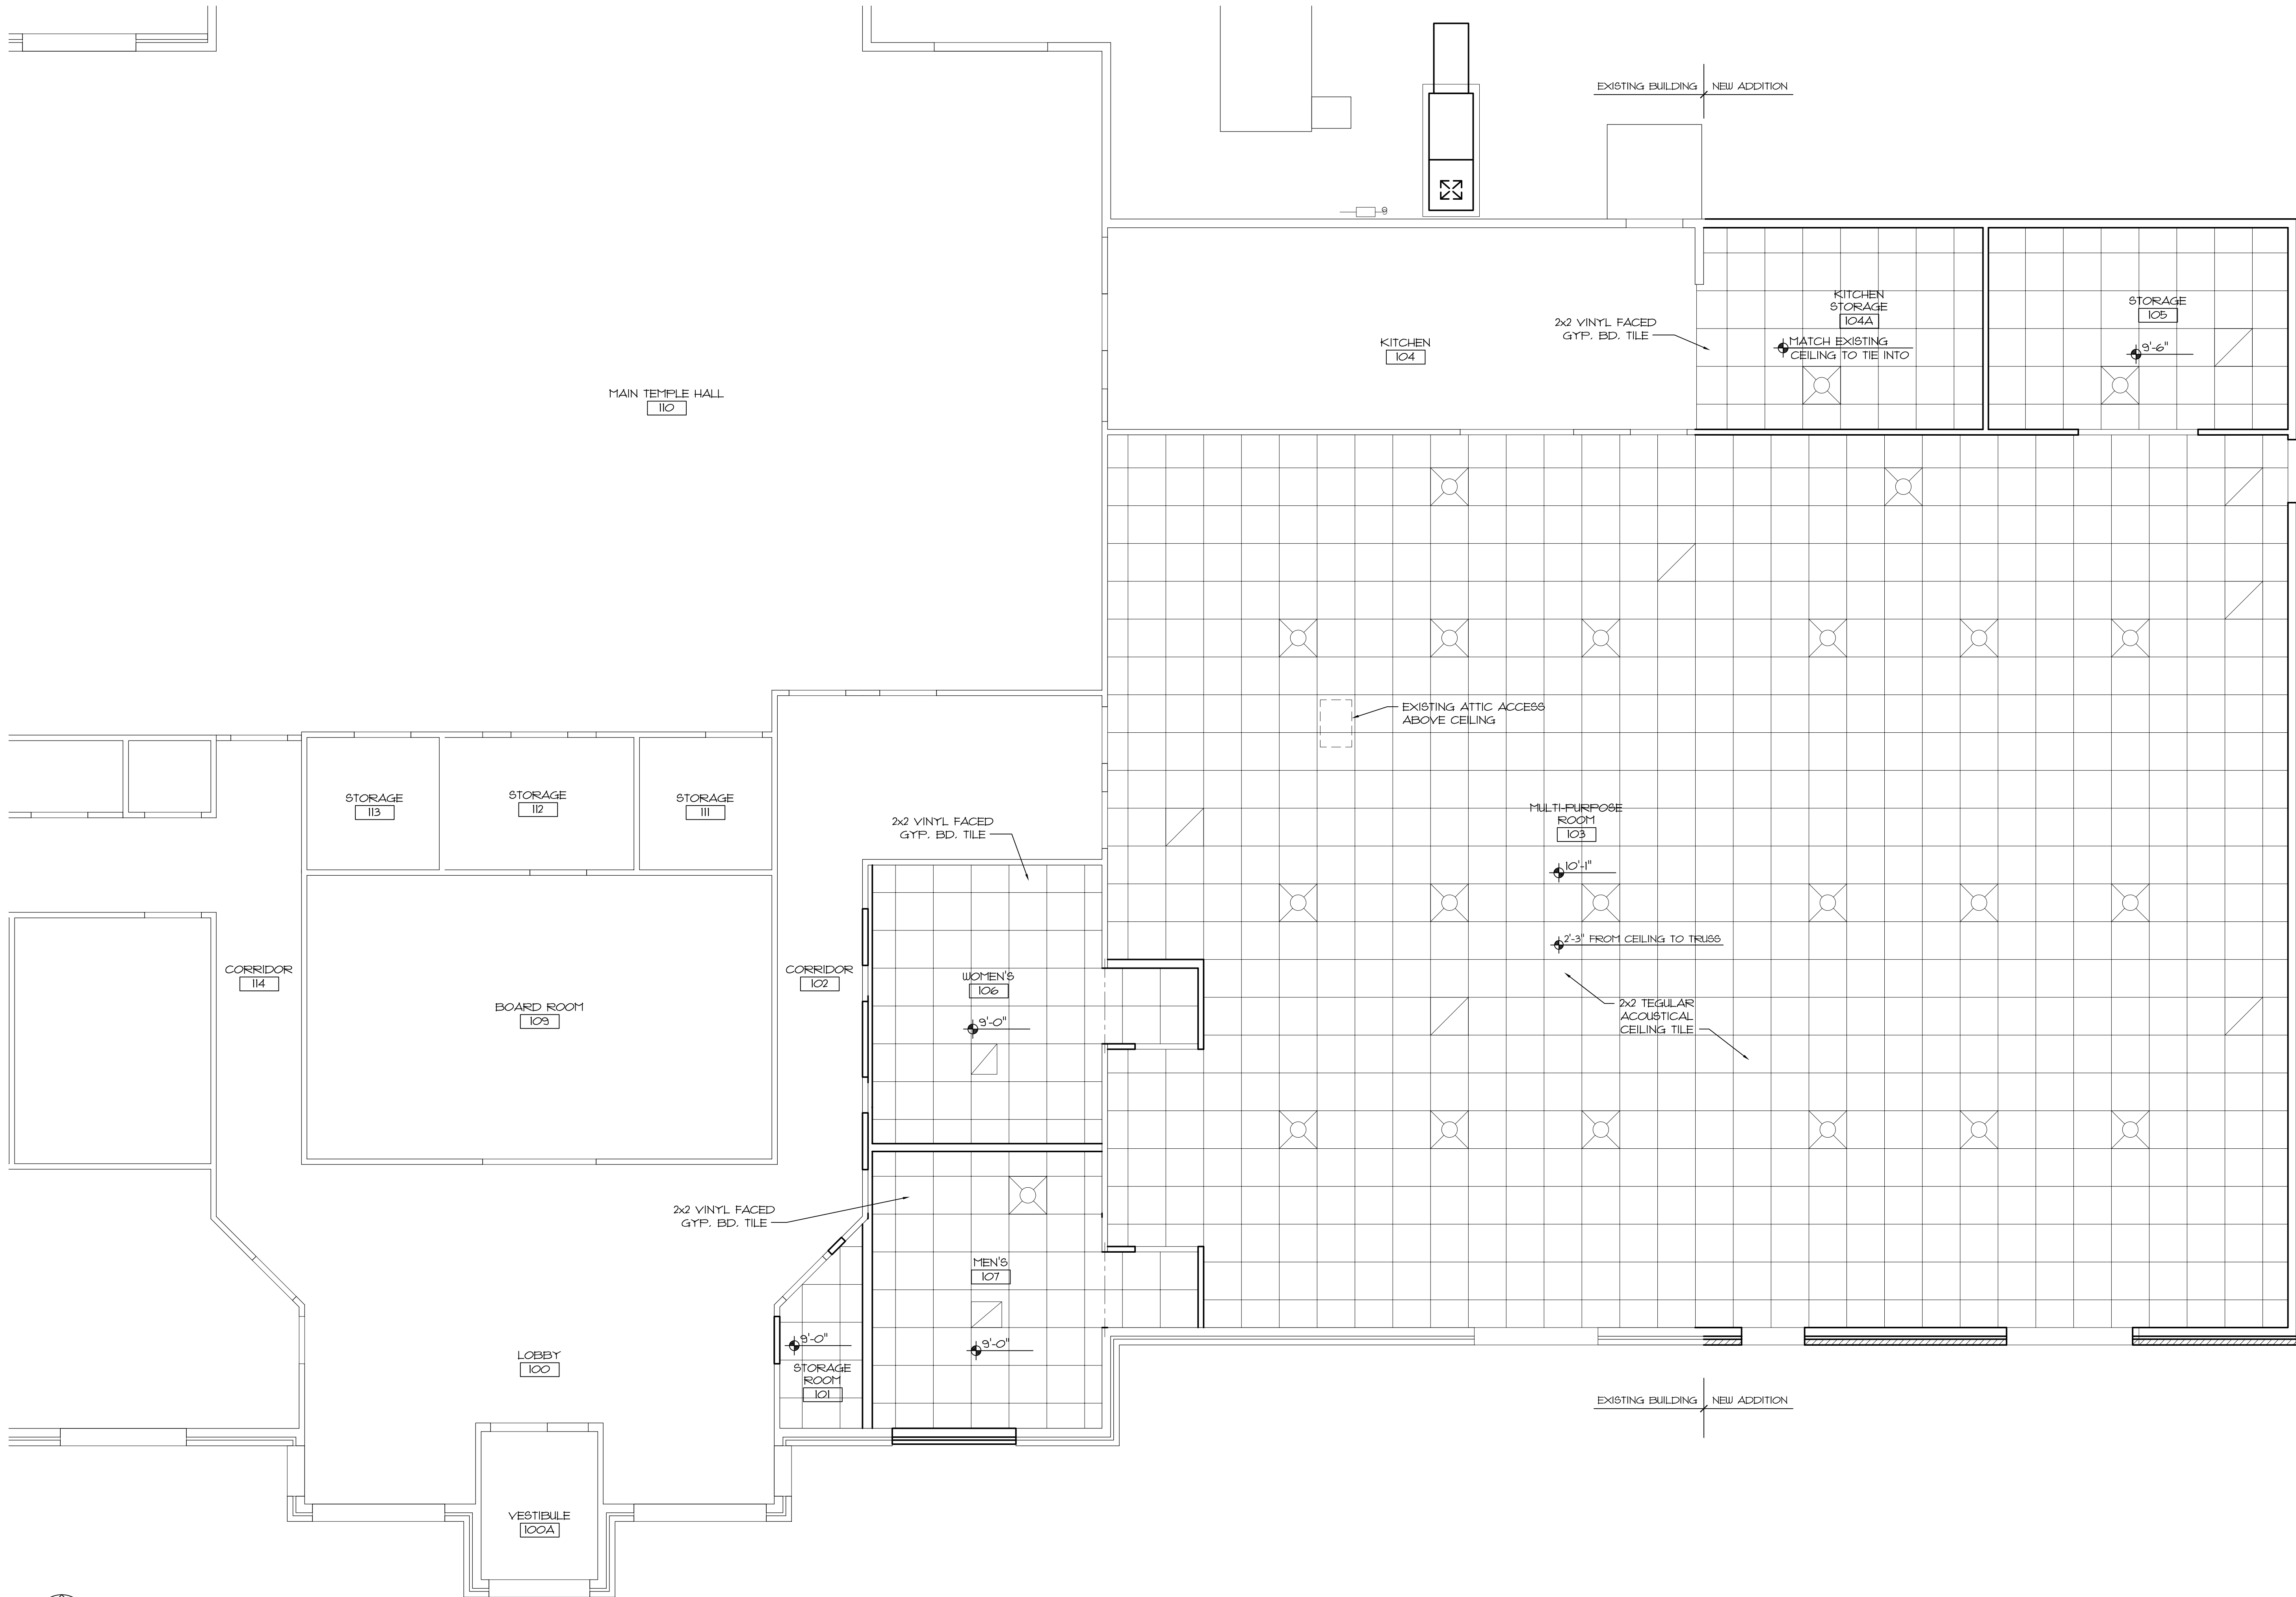 EXISTING BUILDING
NEW ADDITION
9
KITCHEN
STORAGE
104A
MATCH EXISTING
CEILING TO TIE INTO
STORAGE
105
9'-6"
2x2 VINYL FACED
GYP. BD. TILE
KITCHEN
104
MAIN TEMPLE HALL
110
EXISTING ATTIC ACCESS
ABOVE CEILING
STORAGE
113
STORAGE
112
STORAGE
111
2x2 VINYL FACED
GYP. BD. TILE
MULTI-PURPOSE
ROOM
103
10'-1"
2'-3" FROM CEILING TO TRUSS
2x2 TEGULAR
ACOUSTICAL
CEILING TILE
CORRIDOR
114
BOARD ROOM
109
CORRIDOR
102
WOMEN'S
106
9'-0"
2x2 VINYL FACED
GYP. BD. TILE
MEN'S
107
9'-0"
9'-0"
STORAGE
ROOM
101
LOBBY
100
EXISTING BUILDING
NEW ADDITION
VESTIBULE
100A